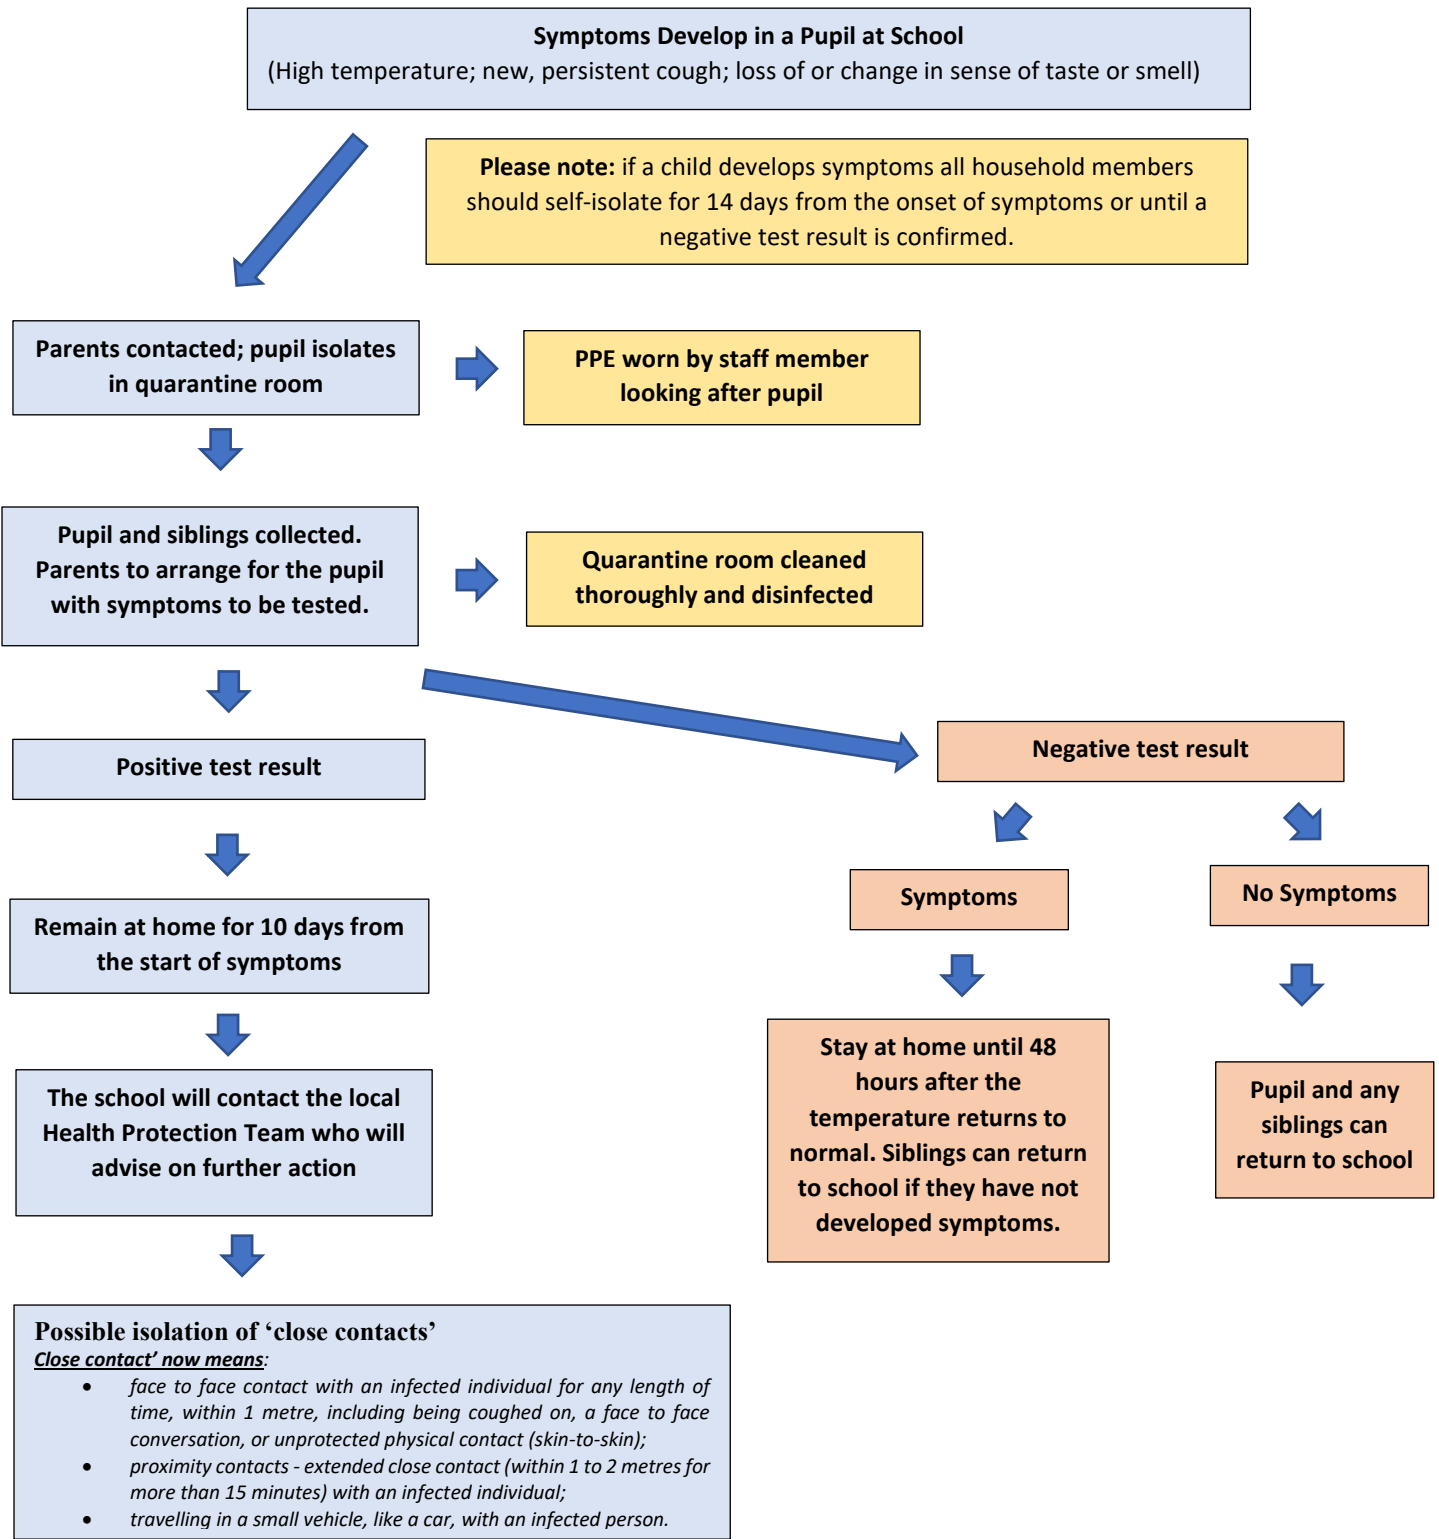 Symptoms Develop in a Pupil at School
(High temperature; new, persistent cough; loss of or change in sense of taste or smell)
Please note: if a child develops symptoms all household members
should self-isolate for 14 days from the onset of symptoms or until a
negative test result is confirmed.
Parents contacted; pupil isolates
in quarantine room
PPE worn by staff member
looking after pupil
Pupil and siblings collected.
Parents to arrange for the pupil
with symptoms to be tested.
Quarantine room cleaned
thoroughly and disinfected
Positive test result
Negative test result
Symptoms
No Symptoms
Remain at home for 10 days from
the start of symptoms
Stay at home until 48
hours after the
temperature returns to
normal. Siblings can return
to school if they have not
developed symptoms.
Pupil and any
siblings can
return to school
The school will contact the local
Health Protection Team who will
advise on further action
Possible isolation of ‘close contacts’
Close contact’ now means:
• face to face contact with an infected individual for any length of
time, within 1 metre, including being coughed on, a face to face
conversation, or unprotected physical contact (skin-to-skin);
• proximity contacts - extended close contact (within 1 to 2 metres for
more than 15 minutes) with an infected individual;
• travelling in a small vehicle, like a car, with an infected person.